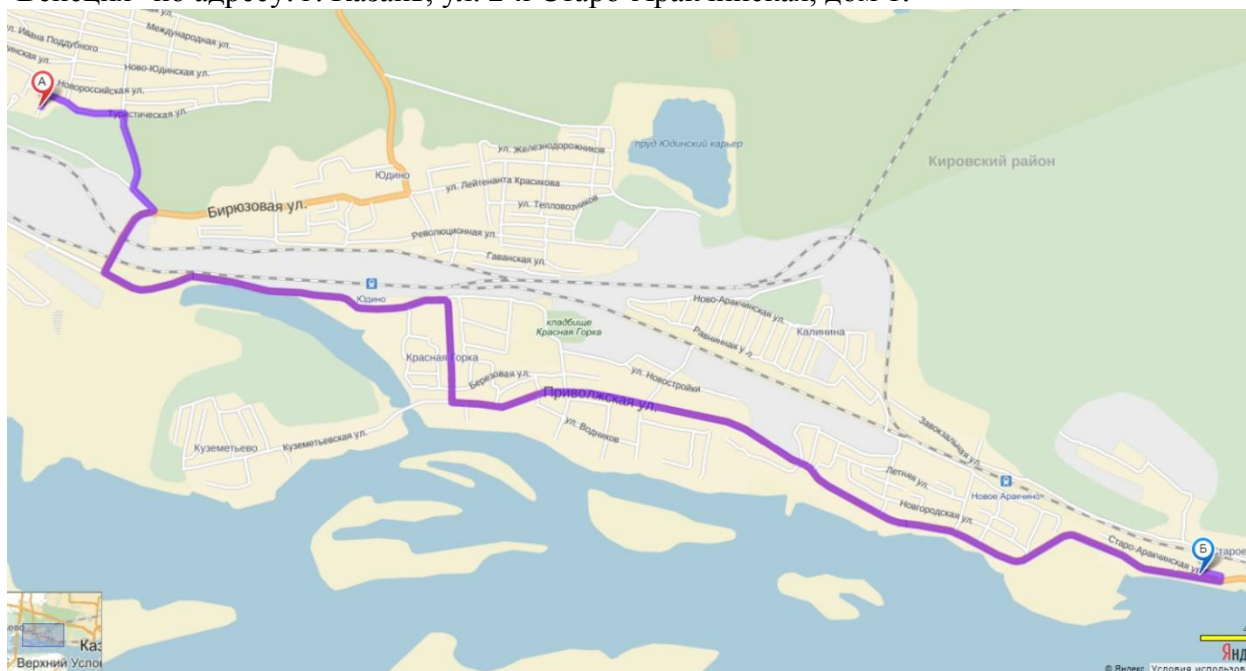 Международная ул.
ул. Ивана Поддубного
Ново-Юдинская ул.
А
Новороссийская ул.
Туристическая ул.
ул. Железнодорожников
пруд Юдинский карьер
Кировский район
Юдино
ул. Лейтенанта Красикова
ул. Тепловозников
Бирюзовая ул.
Революционная ул.
Гаванская ул.
Юдино
Ново-Аракчинская ул.
кладбище
Красная Горка
Калинина
Равнинная ул.
Красная Горка
ул. Новостройки
Березовая ул.
Приволжская ул.
ул. Водников
Завокзальная ул.
Куземетьево
Куземетьевская ул.
Летняя ул.
Новое Аракчино
Новгородская ул.
Старо-Аракчинская ул.
Б
Каз
Верхний Услон
© Яндекс Условия использов